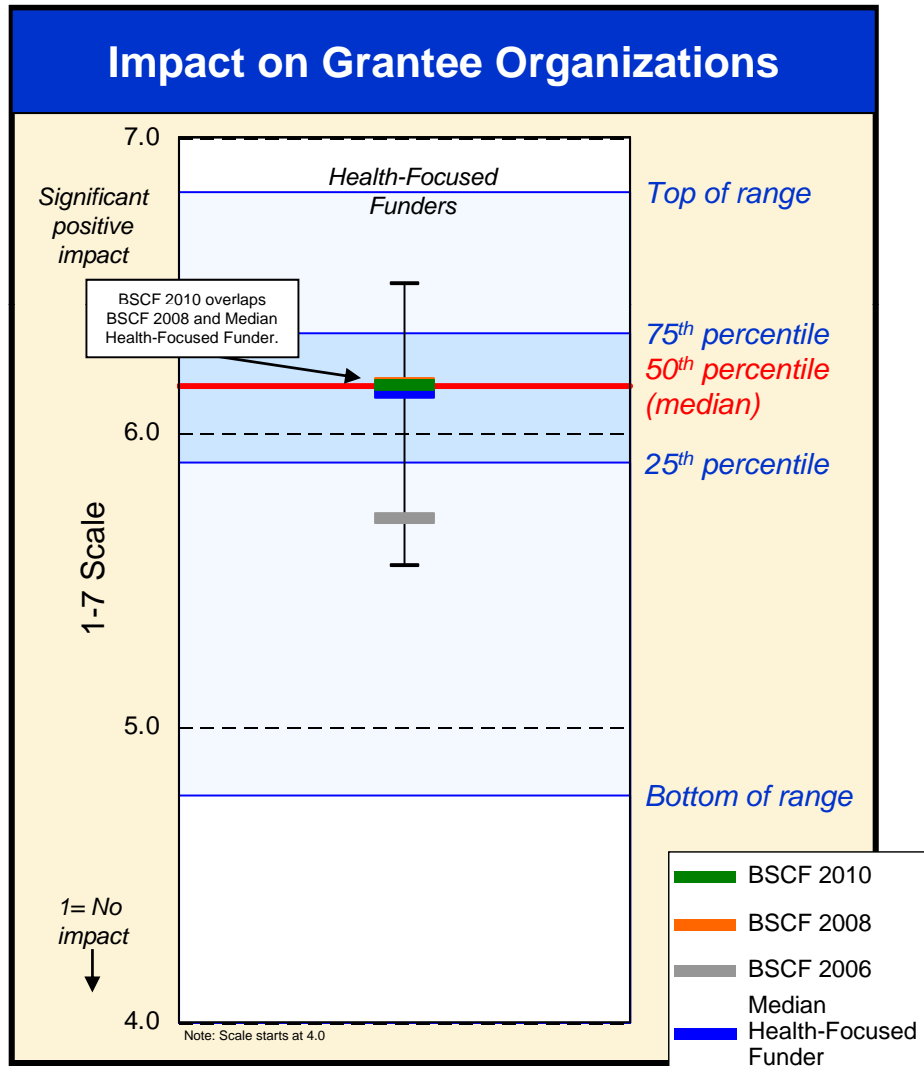 Impact on Grantee Organizations
7.0
Health-Focused
Funders
Significant
positive
impact
Top of range
BSCF 2010 overlaps
BSCF 2008 and Median
Health-Focused Funder.
75th percentile
50th percentile
(median)
6.0
25th percentile
1-7 Scale
5.0
Bottom of range
1= No
impact
4.0
Note: Scale starts at 4.0
BSCF 2010
BSCF 2008
BSCF 2006
Median
Health-Focused
Funder